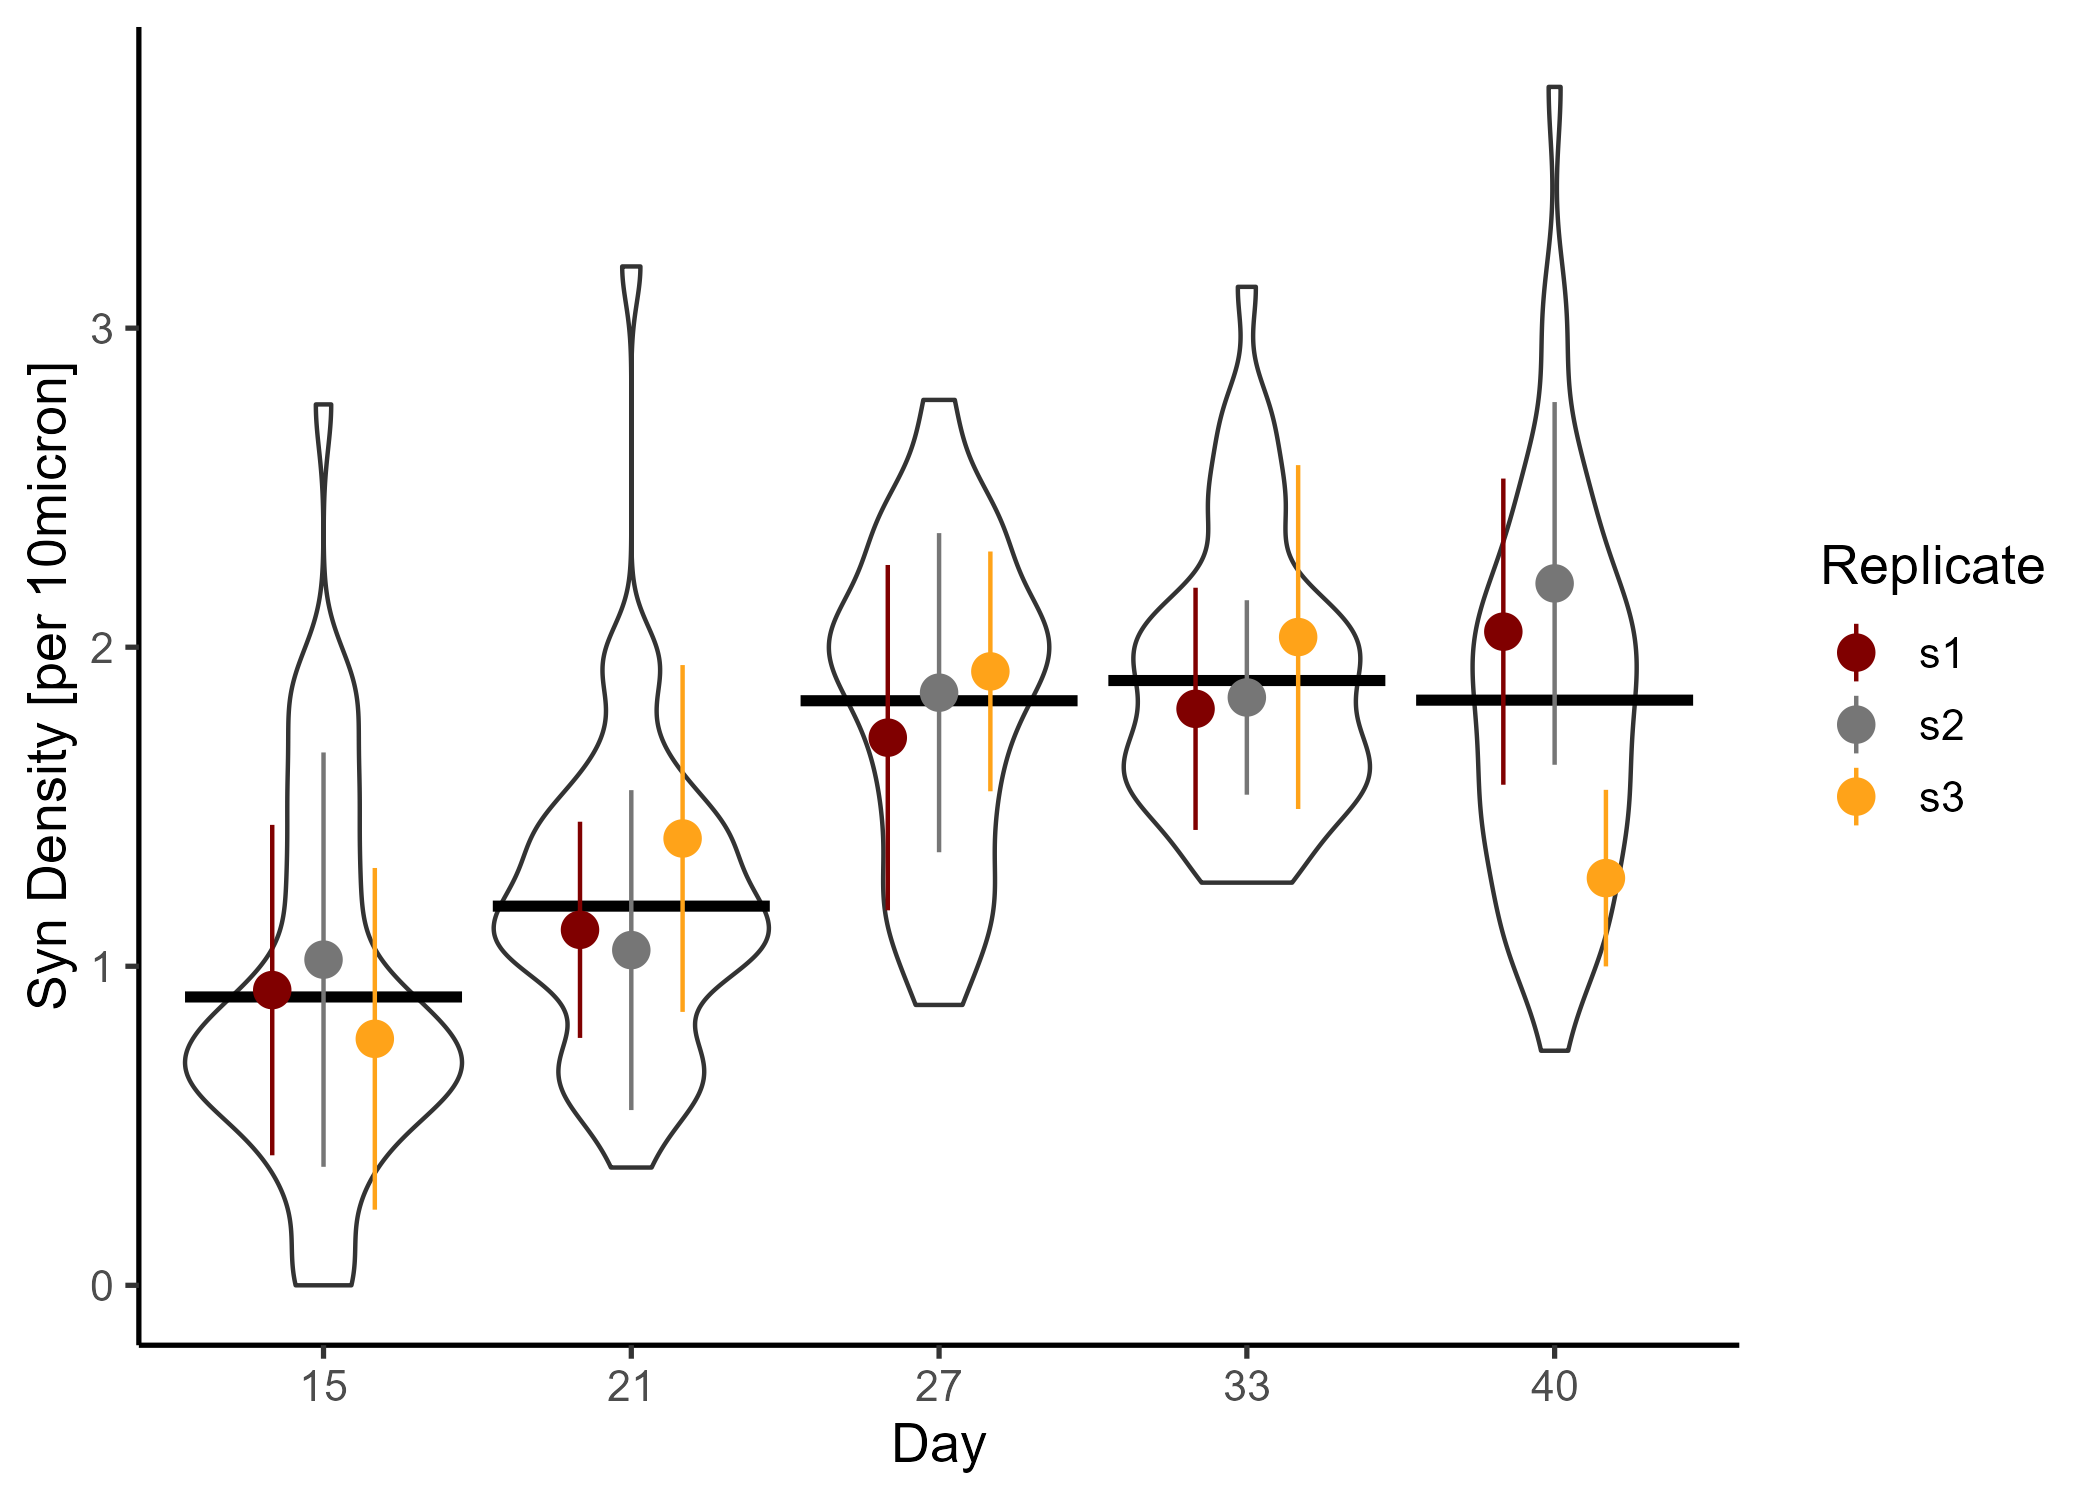 Syn Density [per 10micron]
3
2
1
0
15 21 27 33 40
Day
Replicate
s1
s2
s3